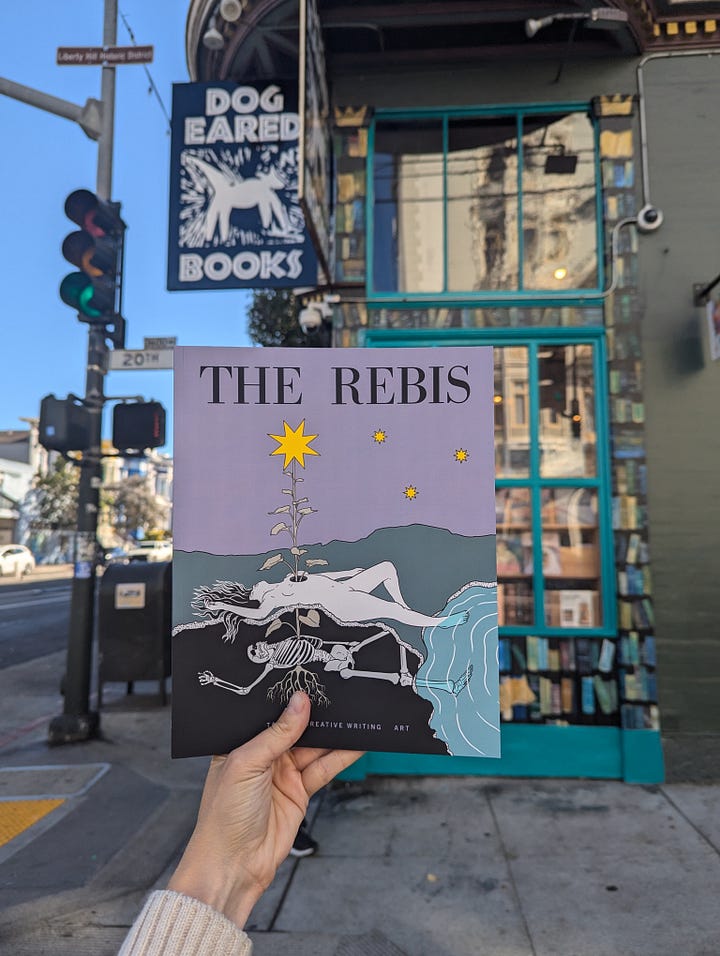 Liberty Hill Historic District
DOG
EARED
BOOKS
20TH
THE REBIS
CREATIVE WRITING ART